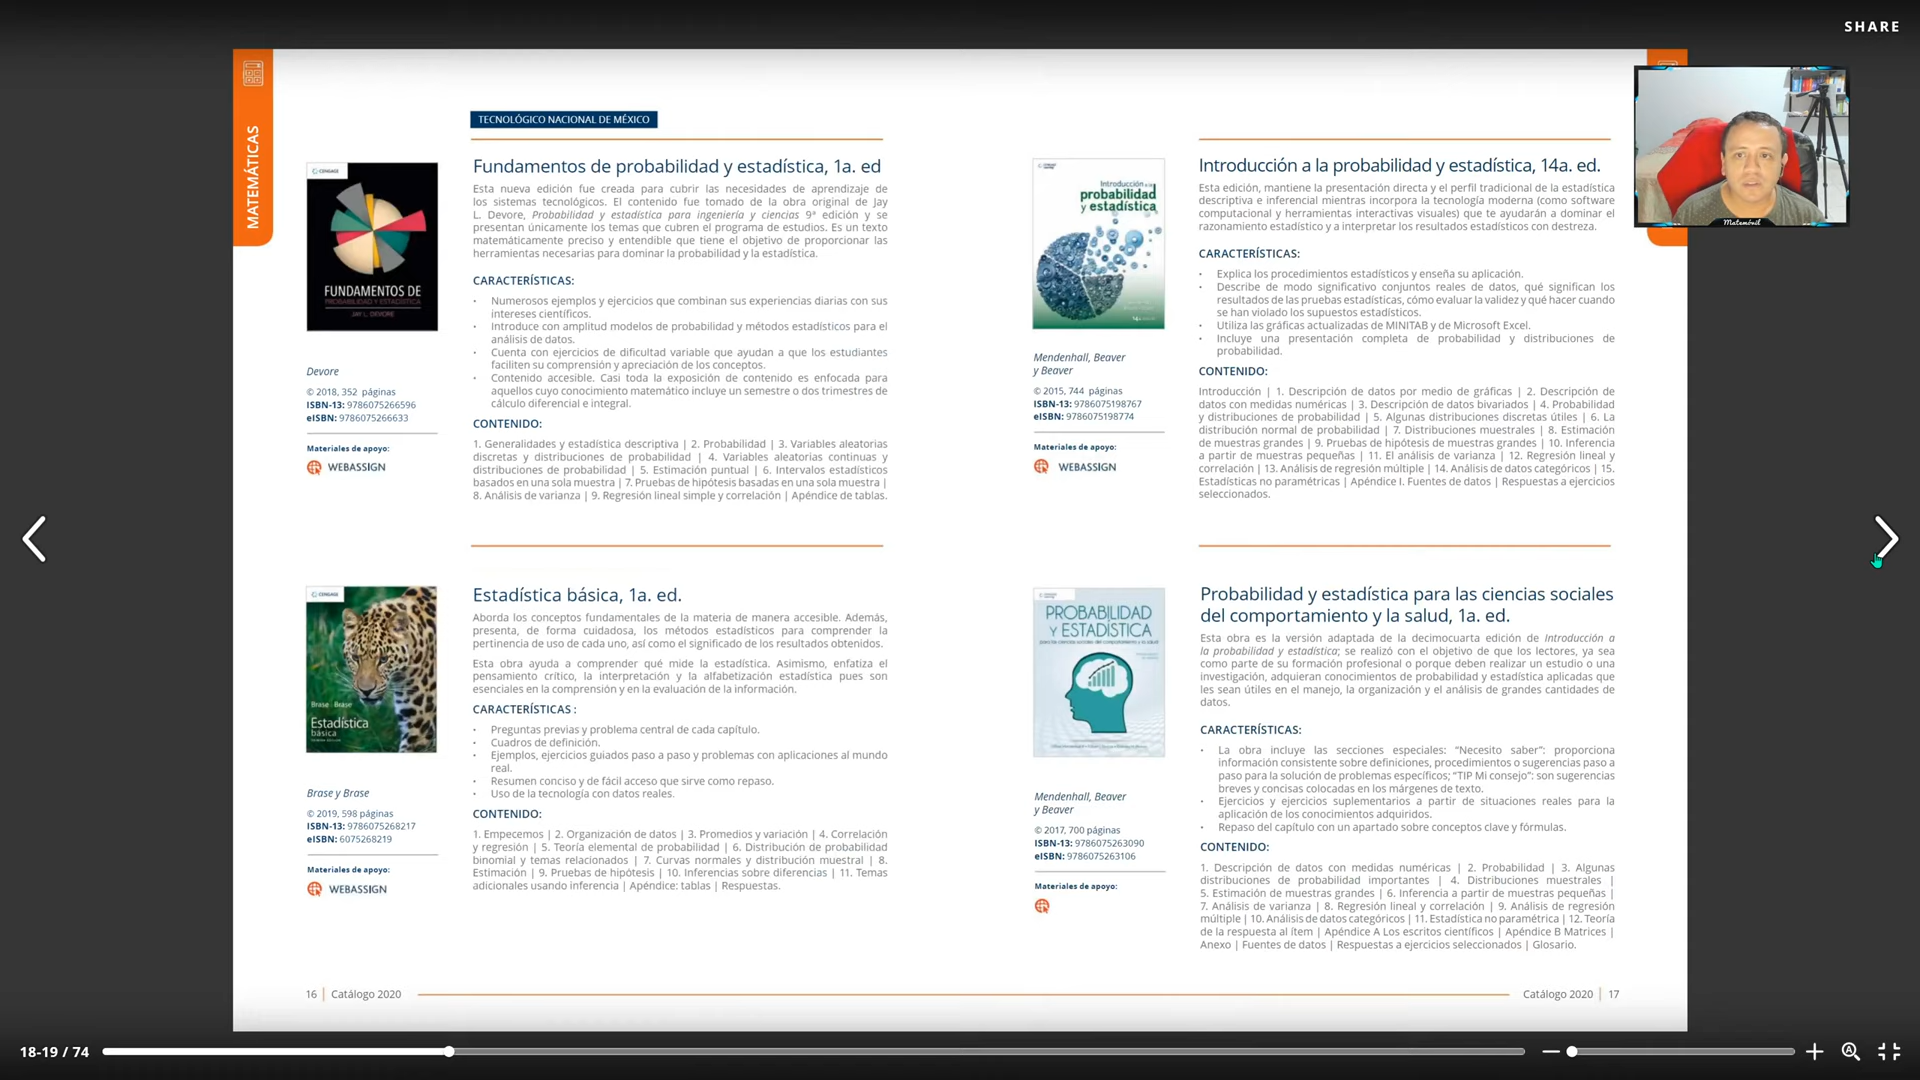 SHARE
MATEMÁTICAS
TECNOLÓGICO NACIONAL DE MÉXICO
CENGAGE
FUNDAMENTOS DE
PROBABILIDAD Y ESTADÍSTICA
JAY L. DEVORE
Devore
© 2018, 352 páginas
ISBN-13: 9786075266596
eISBN: 9786075266633
Materiales de apoyo:
WEBASSIGN
Fundamentos de probabilidad y estadística, 1a. ed
Esta nueva edición fue creada para cubrir las necesidades de aprendizaje de
los sistemas tecnológicos. El contenido fue tomado de la obra original de Jay
L. Devore, Probabilidad y estadística para ingeniería y ciencias 9ª edición y se
presentan únicamente los temas que cubren el programa de estudios. Es un texto
matemáticamente preciso y entendible que tiene el objetivo de proporcionar las
herramientas necesarias para dominar la probabilidad y la estadística.
CARACTERÍSTICAS:
• Numerosos ejemplos y ejercicios que combinan sus experiencias diarias con sus
intereses científicos.
• Introduce con amplitud modelos de probabilidad y métodos estadísticos para el
análisis de datos.
• Cuenta con ejercicios de dificultad variable que ayudan a que los estudiantes
faciliten su comprensión y apreciación de los conceptos.
• Contenido accesible. Casi toda la exposición de contenido es enfocada para
aquellos cuyo conocimiento matemático incluye un semestre o dos trimestres de
cálculo diferencial e integral.
CONTENIDO:
1. Generalidades y estadística descriptiva | 2. Probabilidad | 3. Variables aleatorias
discretas y distribuciones de probabilidad | 4. Variables aleatorias continuas y
distribuciones de probabilidad | 5. Estimación puntual | 6. Intervalos estadísticos
basados en una sola muestra | 7. Pruebas de hipótesis basadas en una sola muestra |
8. Análisis de varianza | 9. Regresión lineal simple y correlación | Apéndice de tablas.
CENGAGE
Brase | Brase
Estadística
básica
Brase y Brase
© 2019, 598 páginas
ISBN-13: 9786075268217
eISBN: 6075268219
Materiales de apoyo:
WEBASSIGN
Estadística básica, 1a. ed.
Aborda los conceptos fundamentales de la materia de manera accesible. Además,
presenta, de forma cuidadosa, los métodos estadísticos para comprender la
pertinencia de uso de cada uno, así como el significado de los resultados obtenidos.
Esta obra ayuda a comprender qué mide la estadística. Asimismo, enfatiza el
pensamiento crítico, la interpretación y la alfabetización estadística pues son
esenciales en la comprensión y en la evaluación de la información.
CARACTERÍSTICAS :
• Preguntas previas y problema central de cada capítulo.
• Cuadros de definición.
• Ejemplos, ejercicios guiados paso a paso y problemas con aplicaciones al mundo
real.
• Resumen conciso y de fácil acceso que sirve como repaso.
• Uso de la tecnología con datos reales.
CONTENIDO:
1. Empecemos | 2. Organización de datos | 3. Promedios y variación | 4. Correlación
y regresión | 5. Teoría elemental de probabilidad | 6. Distribución de probabilidad
binomial y temas relacionados | 7. Curvas normales y distribución muestral | 8.
Estimación | 9. Pruebas de hipótesis | 10. Inferencias sobre diferencias | 11. Temas
adicionales usando inferencia | Apéndice: tablas | Respuestas.
16 | Catálogo 2020
Introducción a la
probabilidad
y estadística
Mendenhall, Beaver
y Beaver
© 2015, 744 páginas
ISBN-13: 9786075198767
eISBN: 9786075198774
Materiales de apoyo:
WEBASSIGN
Introducción a la probabilidad y estadística, 14a. ed.
Esta edición, mantiene la presentación directa y el perfil tradicional de la estadística
descriptiva e inferencial mientras incorpora la tecnología moderna (como software
computacional y herramientas interactivas visuales) que te ayudarán a dominar el
razonamiento estadístico y a interpretar los resultados estadísticos con destreza.
CARACTERÍSTICAS:
• Explica los procedimientos estadísticos y enseña su aplicación.
• Describe de modo significativo conjuntos reales de datos, qué significan los
resultados de las pruebas estadísticas, cómo evaluar la validez y qué hacer cuando
se han violado los supuestos estadísticos.
• Utiliza las gráficas actualizadas de MINITAB y de Microsoft Excel.
• Incluye una presentación completa de probabilidad y distribuciones de
probabilidad.
CONTENIDO:
Introducción | 1. Descripción de datos por medio de gráficas | 2. Descripción de
datos con medidas numéricas | 3. Descripción de datos bivariados | 4. Probabilidad
y distribuciones de probabilidad | 5. Algunas distribuciones discretas útiles | 6. La
distribución normal de probabilidad | 7. Distribuciones muestrales | 8. Estimación
de muestras grandes | 9. Pruebas de hipótesis de muestras grandes | 10. Inferencia
a partir de muestras pequeñas | 11. El análisis de varianza | 12. Regresión lineal y
correlación | 13. Análisis de regresión múltiple | 14. Análisis de datos categóricos | 15.
Estadísticas no paramétricas | Apéndice I. Fuentes de datos | Respuestas a ejercicios
seleccionados.
PROBABILIDAD
Y ESTADÍSTICA
para las ciencias sociales del comportamiento y la salud
Mendenhall, Beaver
y Beaver
© 2017, 700 páginas
ISBN-13: 9786075263090
eISBN: 9786075263106
Materiales de apoyo:
Probabilidad y estadística para las ciencias sociales
del comportamiento y la salud, 1a. ed.
Esta obra es la versión adaptada de la decimocuarta edición de Introducción a
la probabilidad y estadística; se realizó con el objetivo de que los lectores, ya sea
como parte de su formación profesional o porque deben realizar un estudio o una
investigación, adquieran conocimientos de probabilidad y estadística aplicadas que
les sean útiles en el manejo, la organización y el análisis de grandes cantidades de
datos.
CARACTERÍSTICAS:
• La obra incluye las secciones especiales: “Necesito saber”: proporciona
información consistente sobre definiciones, procedimientos o sugerencias paso a
paso para la solución de problemas específicos; “TIP Mi consejo”: son sugerencias
breves y concisas colocadas en los márgenes de texto.
• Ejercicios y ejercicios suplementarios a partir de situaciones reales para la
aplicación de los conocimientos adquiridos.
• Repaso del capítulo con un apartado sobre conceptos clave y fórmulas.
CONTENIDO:
1. Descripción de datos con medidas numéricas | 2. Probabilidad | 3. Algunas
distribuciones de probabilidad importantes | 4. Distribuciones muestrales |
5. Estimación de muestras grandes | 6. Inferencia a partir de muestras pequeñas |
7. Análisis de varianza | 8. Regresión lineal y correlación | 9. Análisis de regresión
múltiple | 10. Análisis de datos categóricos | 11. Estadística no paramétrica | 12. Teoría
de la respuesta al ítem | Apéndice A Los escritos científicos | Apéndice B Matrices |
Anexo | Fuentes de datos | Respuestas a ejercicios seleccionados | Glosario.
Catálogo 2020 | 17
Matemóvil
18-19 / 74